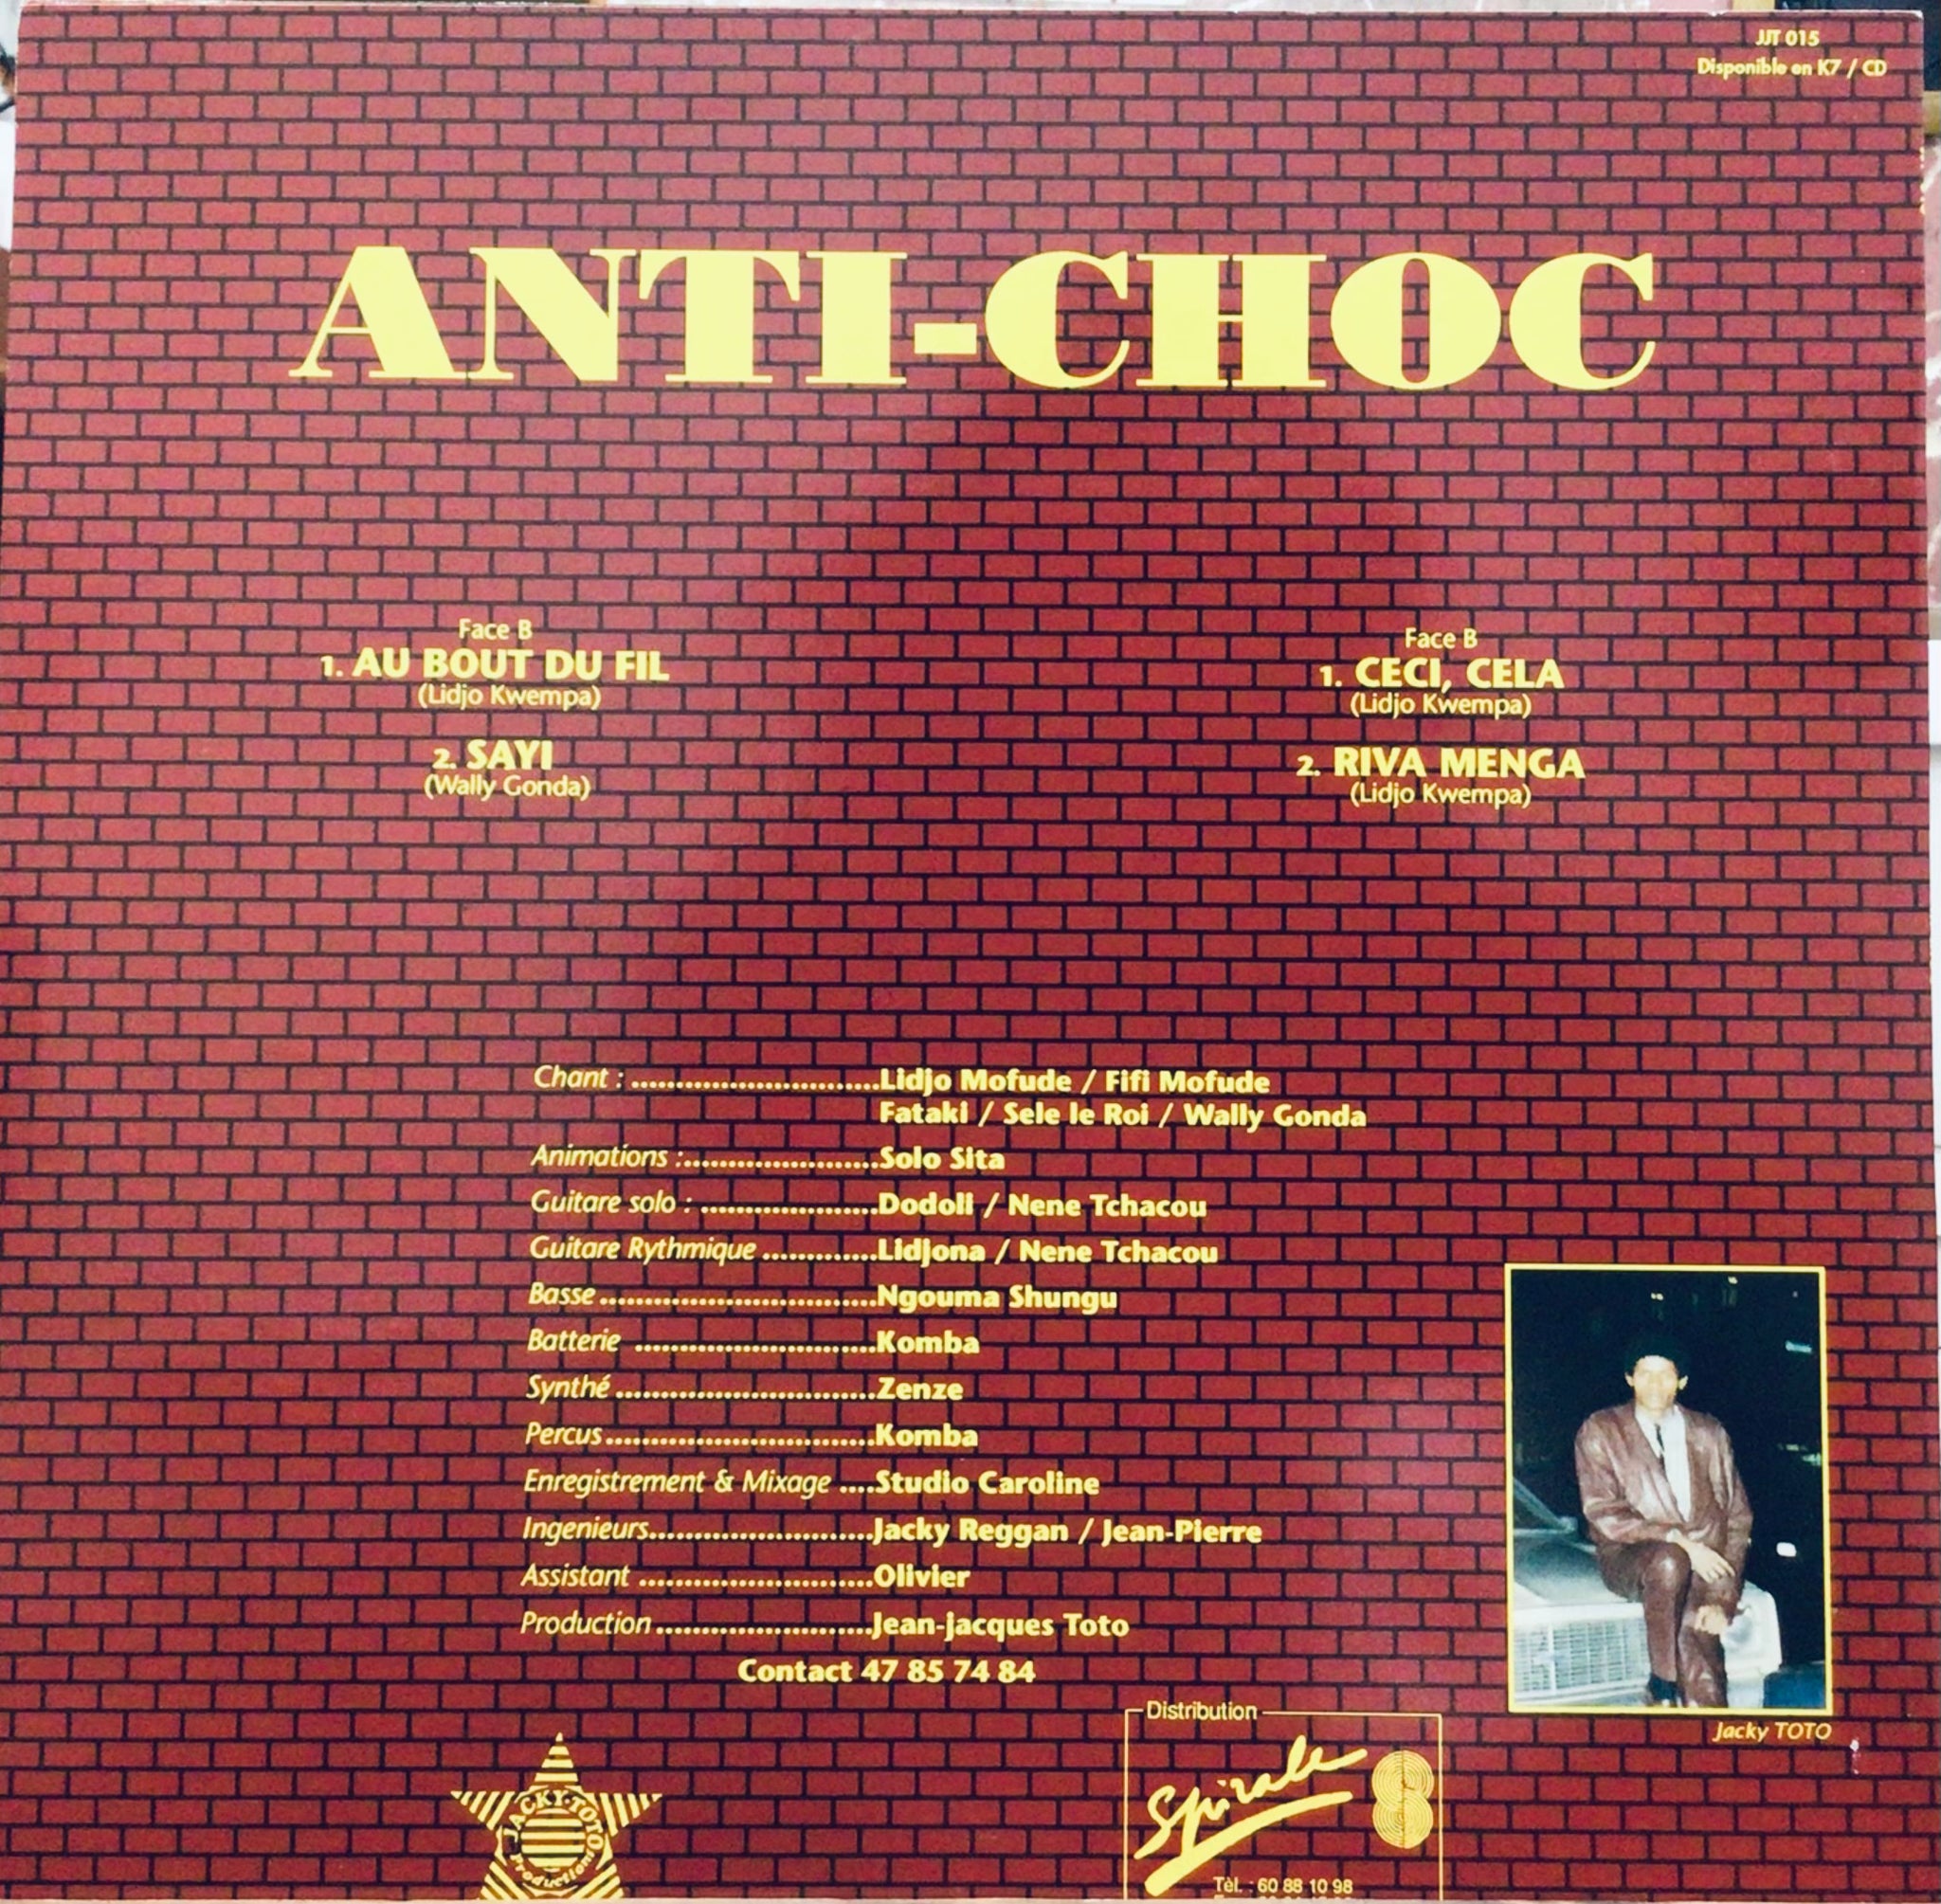 JJT 015
Disponible en K7 / CD
ANTI-CHOC
Face B
1. AU BOUT DU FIL
(Lidjo Kwempa)
2. SAYI
(Wally Gonda)
Face B
1. CECI, CELA
(Lidjo Kwempa)
2. RIVA MENGA
(Lidjo Kwempa)
Chant : ............................Lidjo Mofude / Fifi Mofude
Fataki / Sele le Roi / Wally Gonda
Animations :......................Solo Sita
Guitare solo : ....................Dodoli / Nene Tchacou
Guitare Rythmique .............Lidjona / Nene Tchacou
Basse ...............................Ngouma Shungu
Batterie ...........................Komba
Synthé .............................Zenze
Percus..............................Komba
Enregistrement & Mixage ....Studio Caroline
Ingenieurs.........................Jacky Reggan / Jean-Pierre
Assistant ..........................Olivier
Production ........................Jean-Jacques Toto
Contact 47 85 74 84
Jacky TOTO
JACKY TOTO
Production
Distribution
Spirale
Tèl. : 60 88 10 98